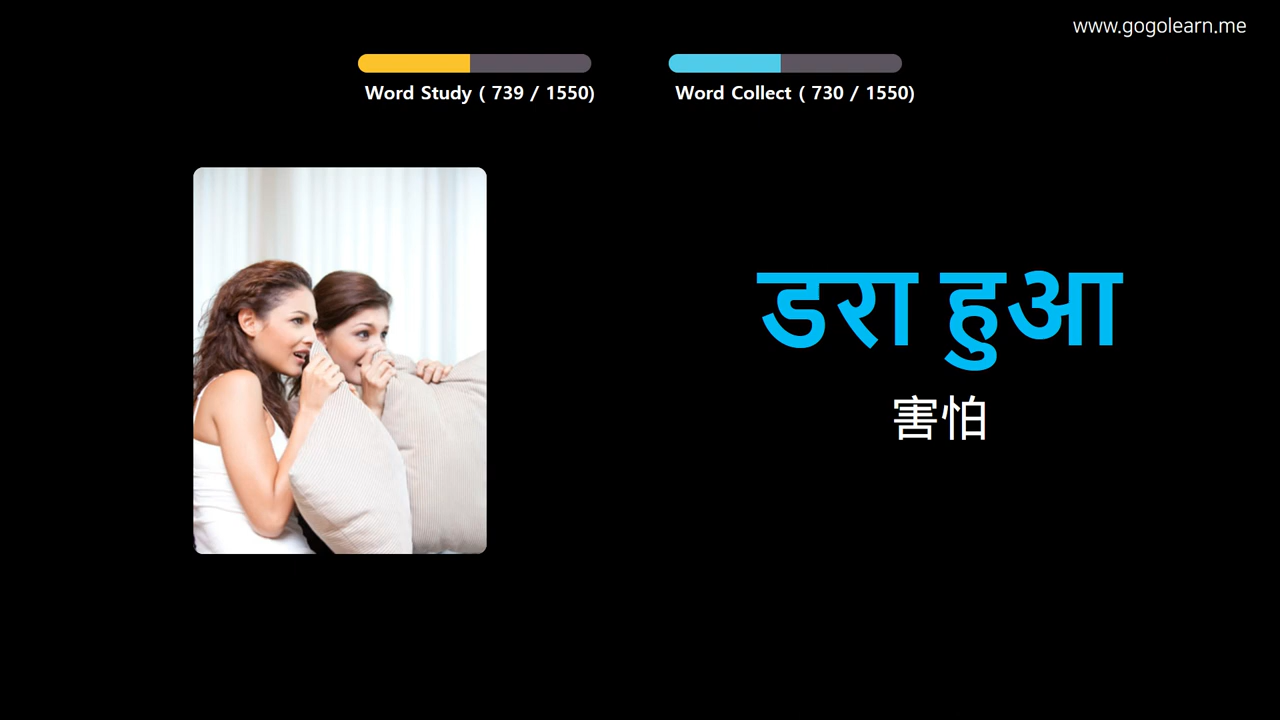 www.gogolearn.me
Word Study ( 739 / 1550)
Word Collect ( 730 / 1550)
डरा हुआ
害怕